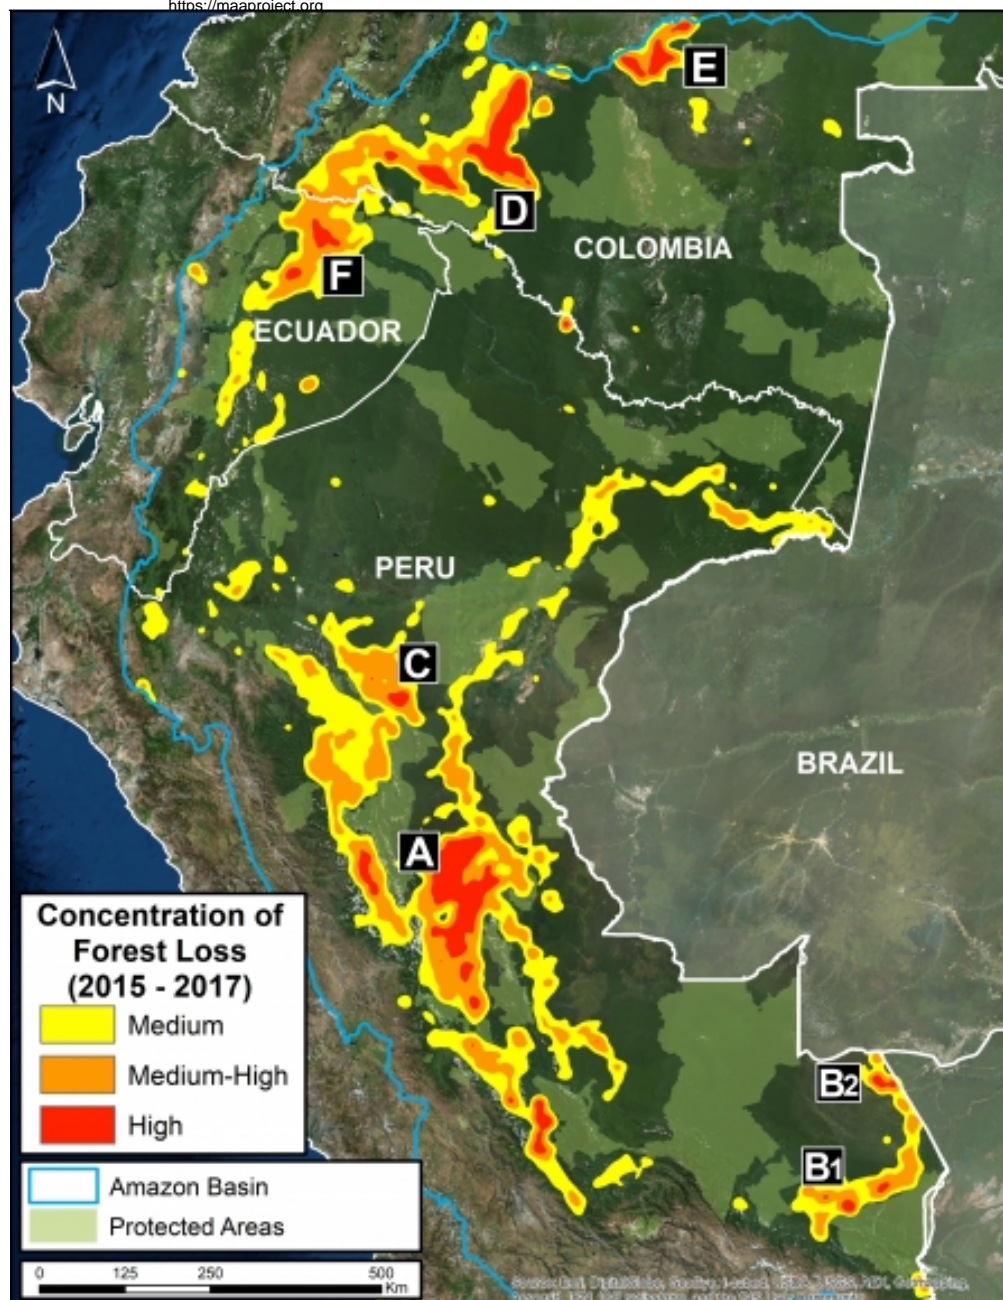 https://maaproject.org
N
E
D
COLOMBIA
F
ECUADOR
PERU
C
BRAZIL
A
B2
B1
Concentration of
Forest Loss
(2015 - 2017)
Medium
Medium-High
High
Amazon Basin
Protected Areas
0 125 250 500
Km